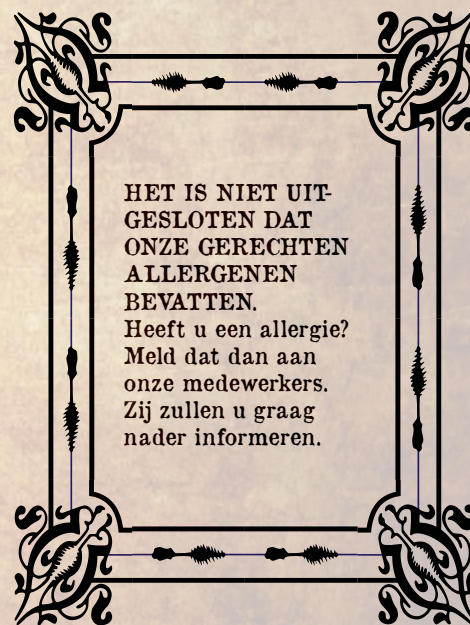 HET IS NIET UIT-
GESLOTEN DAT
ONZE GERECHTEN
ALLERGENEN
BEVATTEN.
Heeft u een allergie?
Meld dat dan aan
onze medewerkers.
Zij zullen u graag
nader informeren.